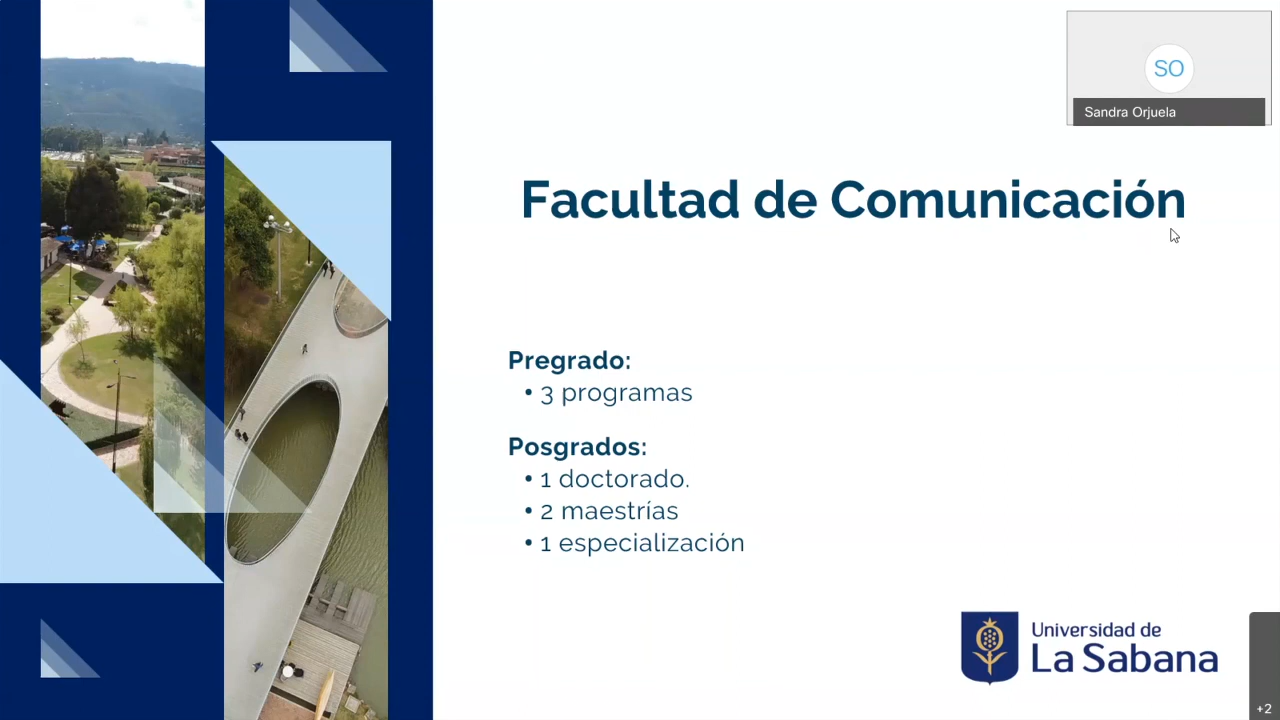 SO
Sandra Orjuela
Facultad de Comunicación
Pregrado:
• 3 programas
Posgrados:
• 1 doctorado.
• 2 maestrías
• 1 especialización
Universidad de
La Sabana
+2